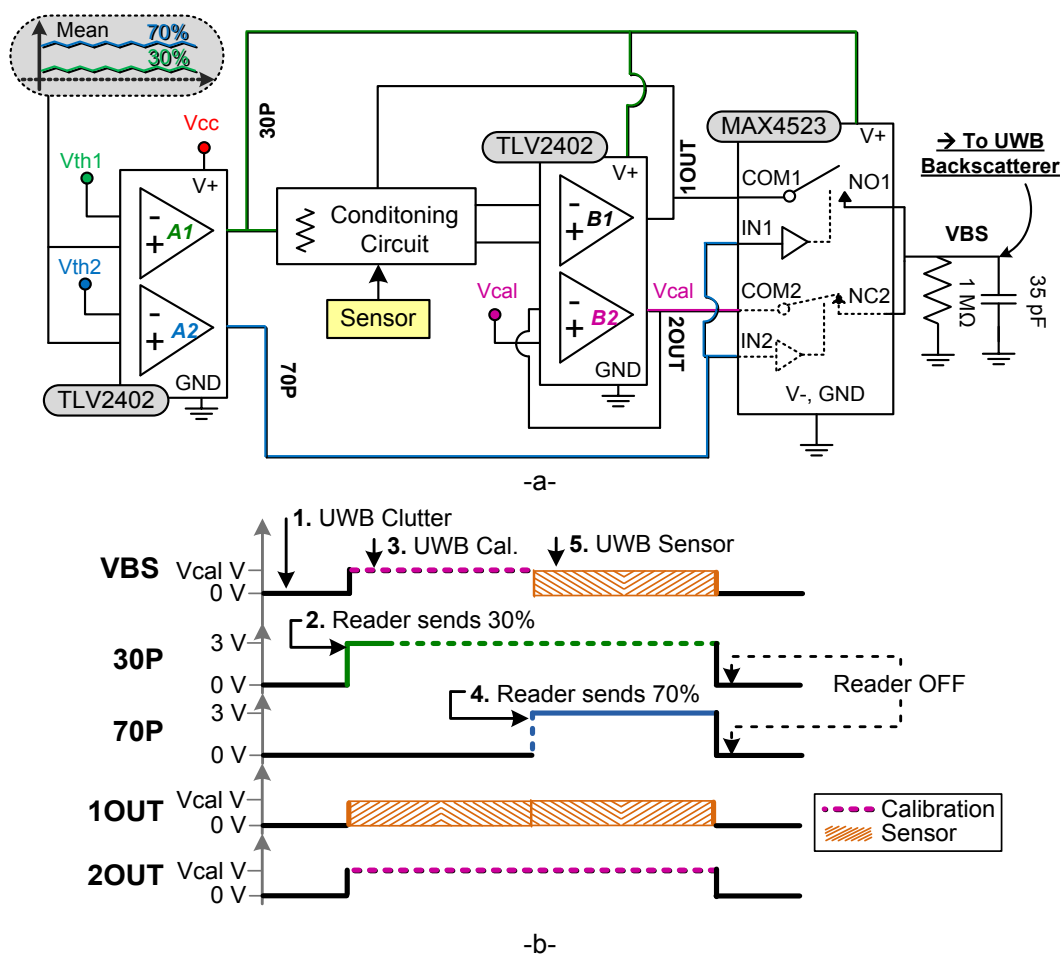 Mean
70%
30%
Vcc
Vth1
Vth2
V+
-
+
A1
-
+
A2
GND
TLV2402
30P
70P
Conditoning
Circuit
Sensor
TLV2402
V+
-
+
B1
-
+
B2
GND
Vcal
1OUT
Vcal
2OUT
MAX4523
V+
COM1
NO1
IN1
COM2
NC2
IN2
V-, GND
→ To UWB
Backscatterer
VBS
1 MΩ
35 pF
-a-
1. UWB Clutter
3. UWB Cal.
5. UWB Sensor
VBS
Vcal V
0 V
2. Reader sends 30%
30P
3 V
0 V
Reader OFF
4. Reader sends 70%
70P
3 V
0 V
1OUT
Vcal V
0 V
Calibration
Sensor
2OUT
Vcal V
0 V
-b-